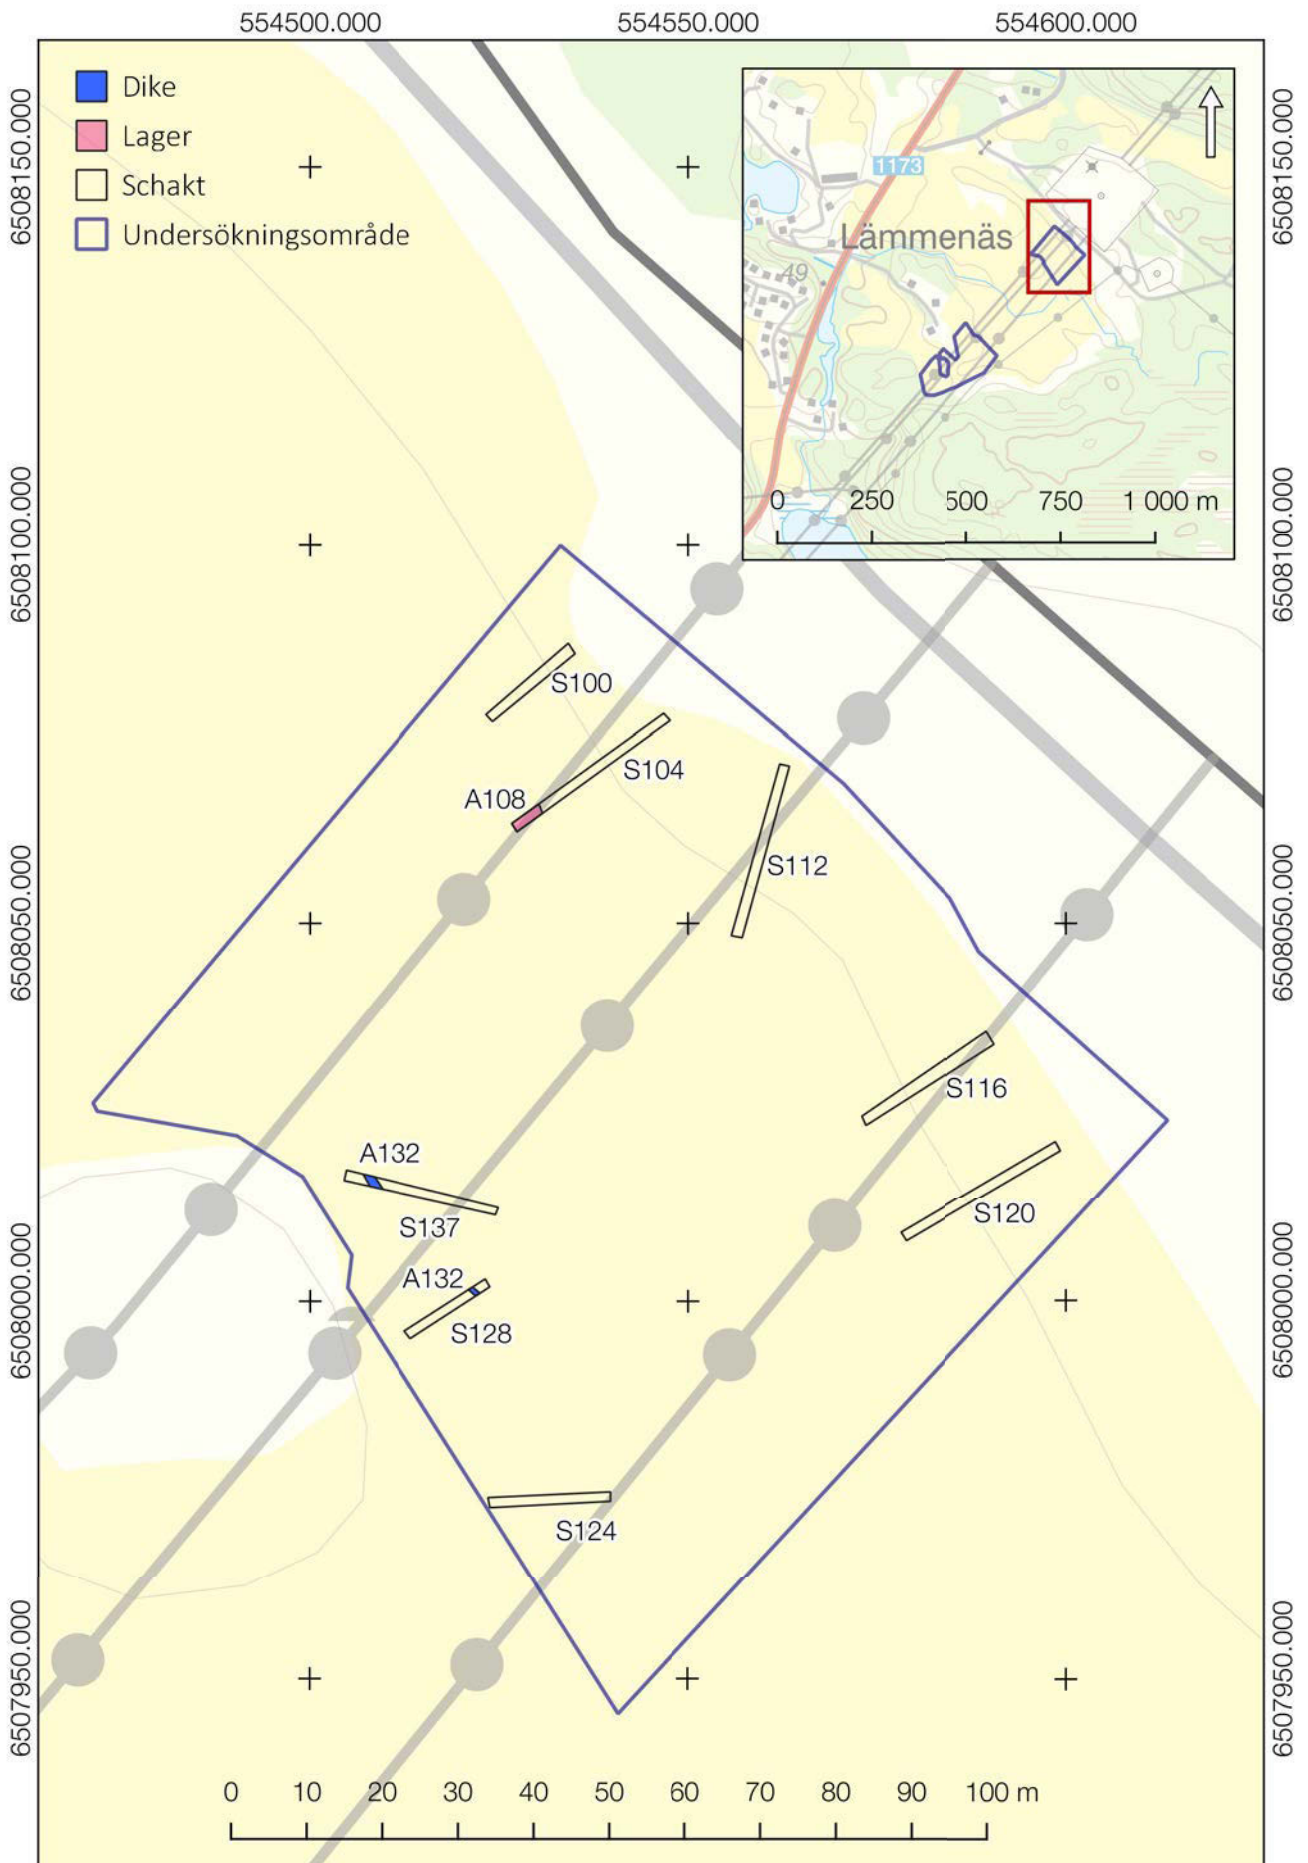 554500.000 554550.000 554600.000
6508150.000
6508100.000
6508050.000
6508000.000
6507950.000
6508150.000
6508100.000
6508050.000
6508000.000
6507950.000
Dike
Lager
Schakt
Undersökningsområde
1173
Lämmenäs
49
0 250 500 750 1 000 m
S100
S104
A108
S112
S116
A132
S120
S137
A132
S128
S124
0 10 20 30 40 50 60 70 80 90 100 m